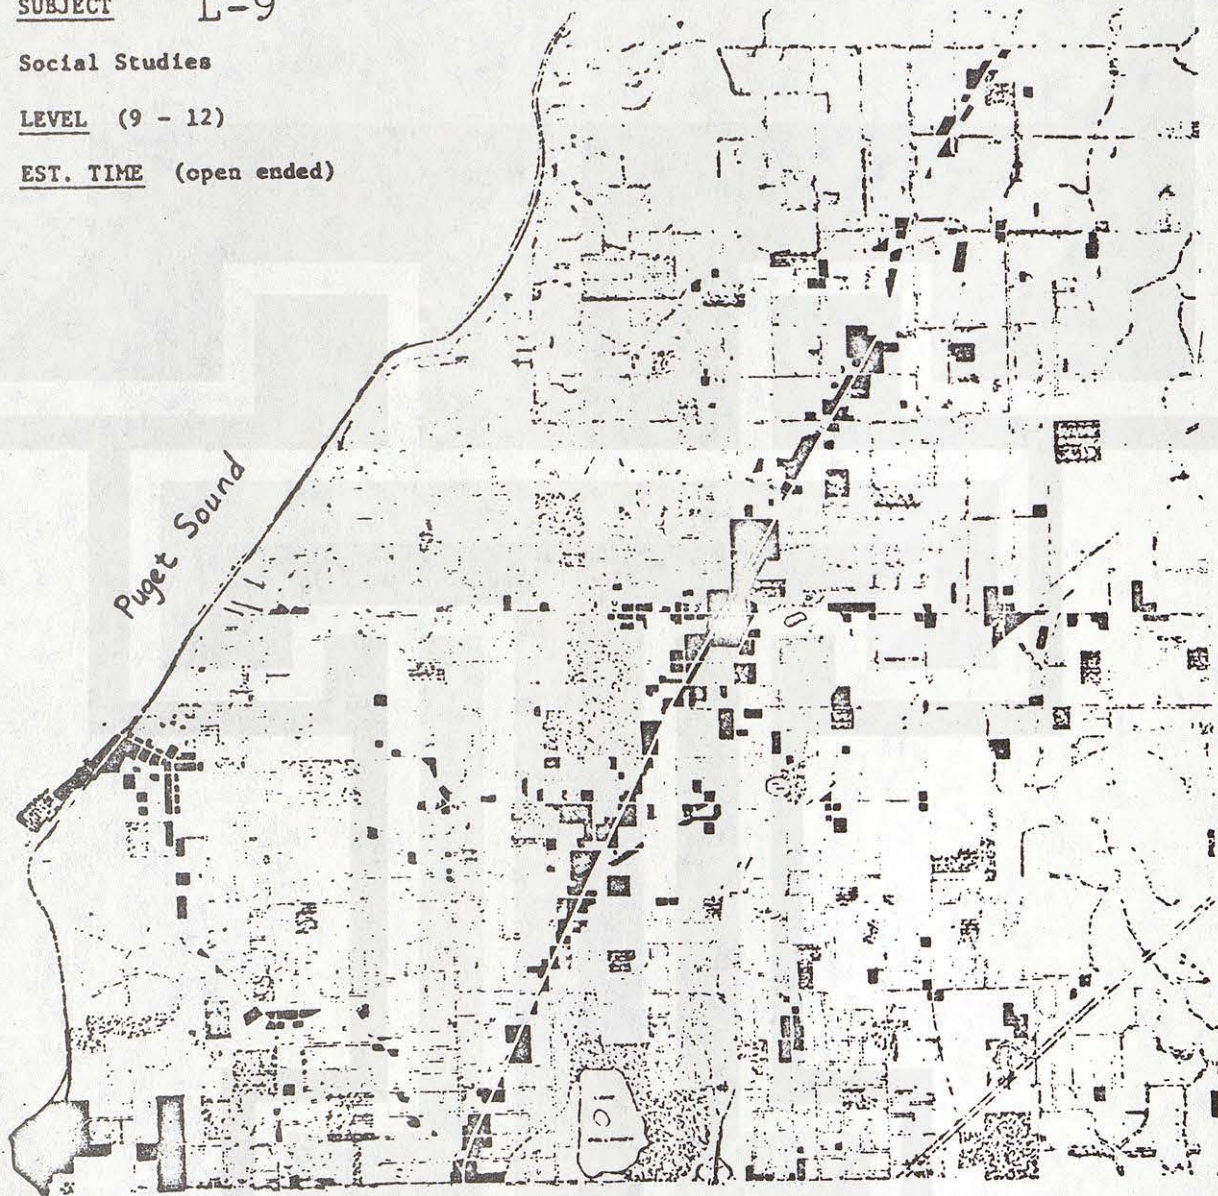 SUBJECT L-9
Social Studies
LEVEL (9 - 12)
EST. TIME (open ended)
Puget Sound